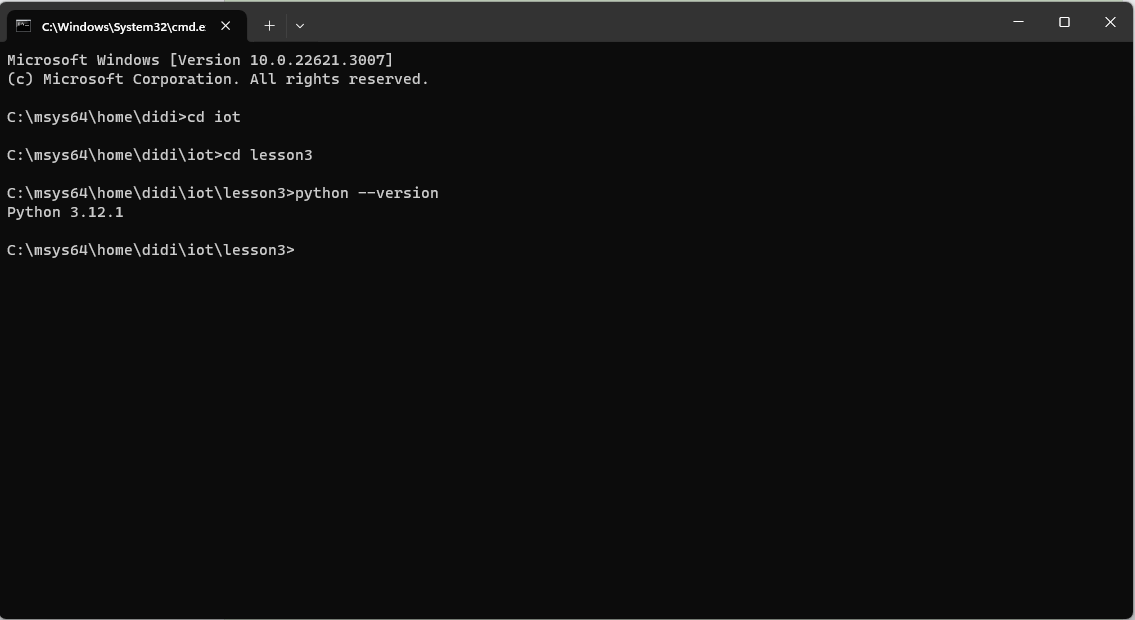 C:\Windows\System32\cmd.e
Microsoft Windows [Version 10.0.22621.3007]
(c) Microsoft Corporation. All rights reserved.
C:\msys64\home\didi>cd iot
C:\msys64\home\didi\iot>cd lesson3
C:\msys64\home\didi\iot\lesson3>python --version
Python 3.12.1
C:\msys64\home\didi\iot\lesson3>